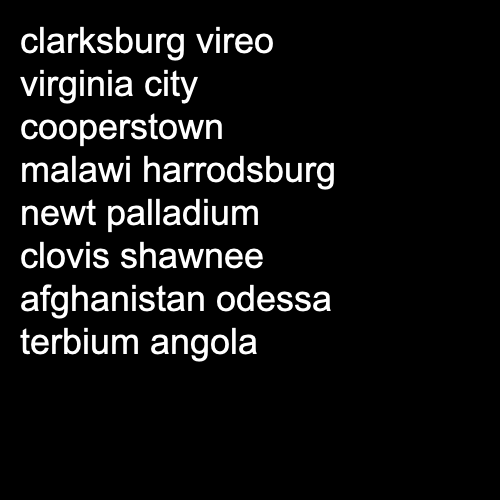 clarksburg vireo
virginia city
cooperstown
malawi harrodsburg
newt palladium
clovis shawnee
afghanistan odessa
terbium angola